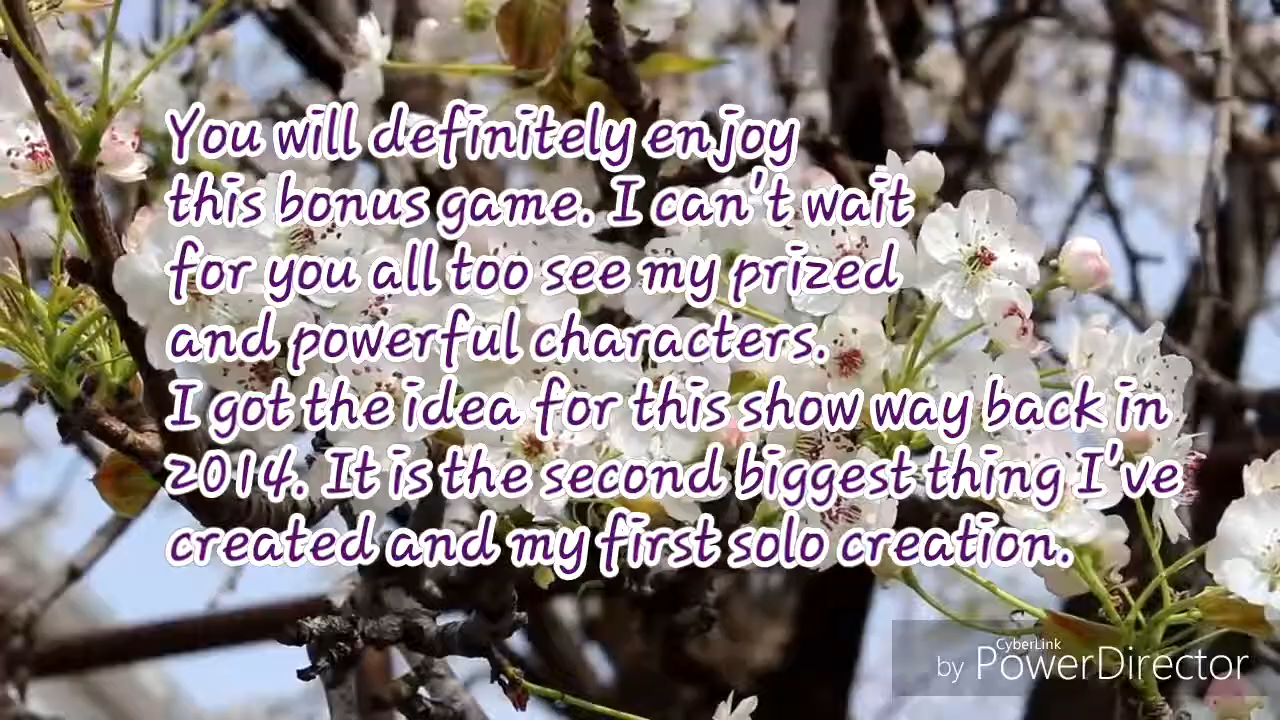 You will definitely enjoy
this bonus game. I can't wait
for you all too see my prized
and powerful characters.
I got the idea for this show way back in
2014. It is the second biggest thing I've
created and my first solo creation.
CyberLink
by PowerDirector